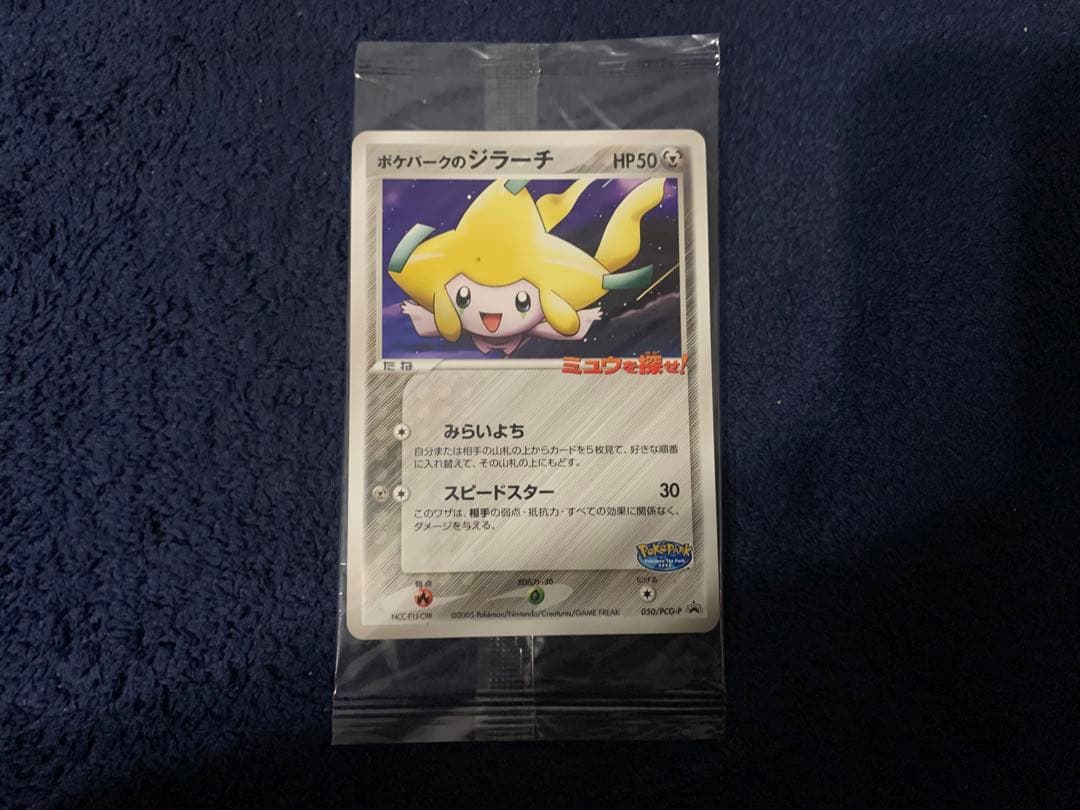 ポケパークのジラーチ HP50
たね
ミュウを探せ!
みらいよち
自分または相手の山札の上からカードを5枚見て、好きな順番
に入れ替えて、その山札の上にもどす。
スピードスター 30
このワザは、相手の弱点・抵抗力・すべての効果に関係なく、
ダメージを与える。
PokéPark
Pokémon The Park
2005
弱点 抵抗力 -30 にげる
©2005 Pokémon/Nintendo/Creatures/GAME FREAK 050/PCG-P